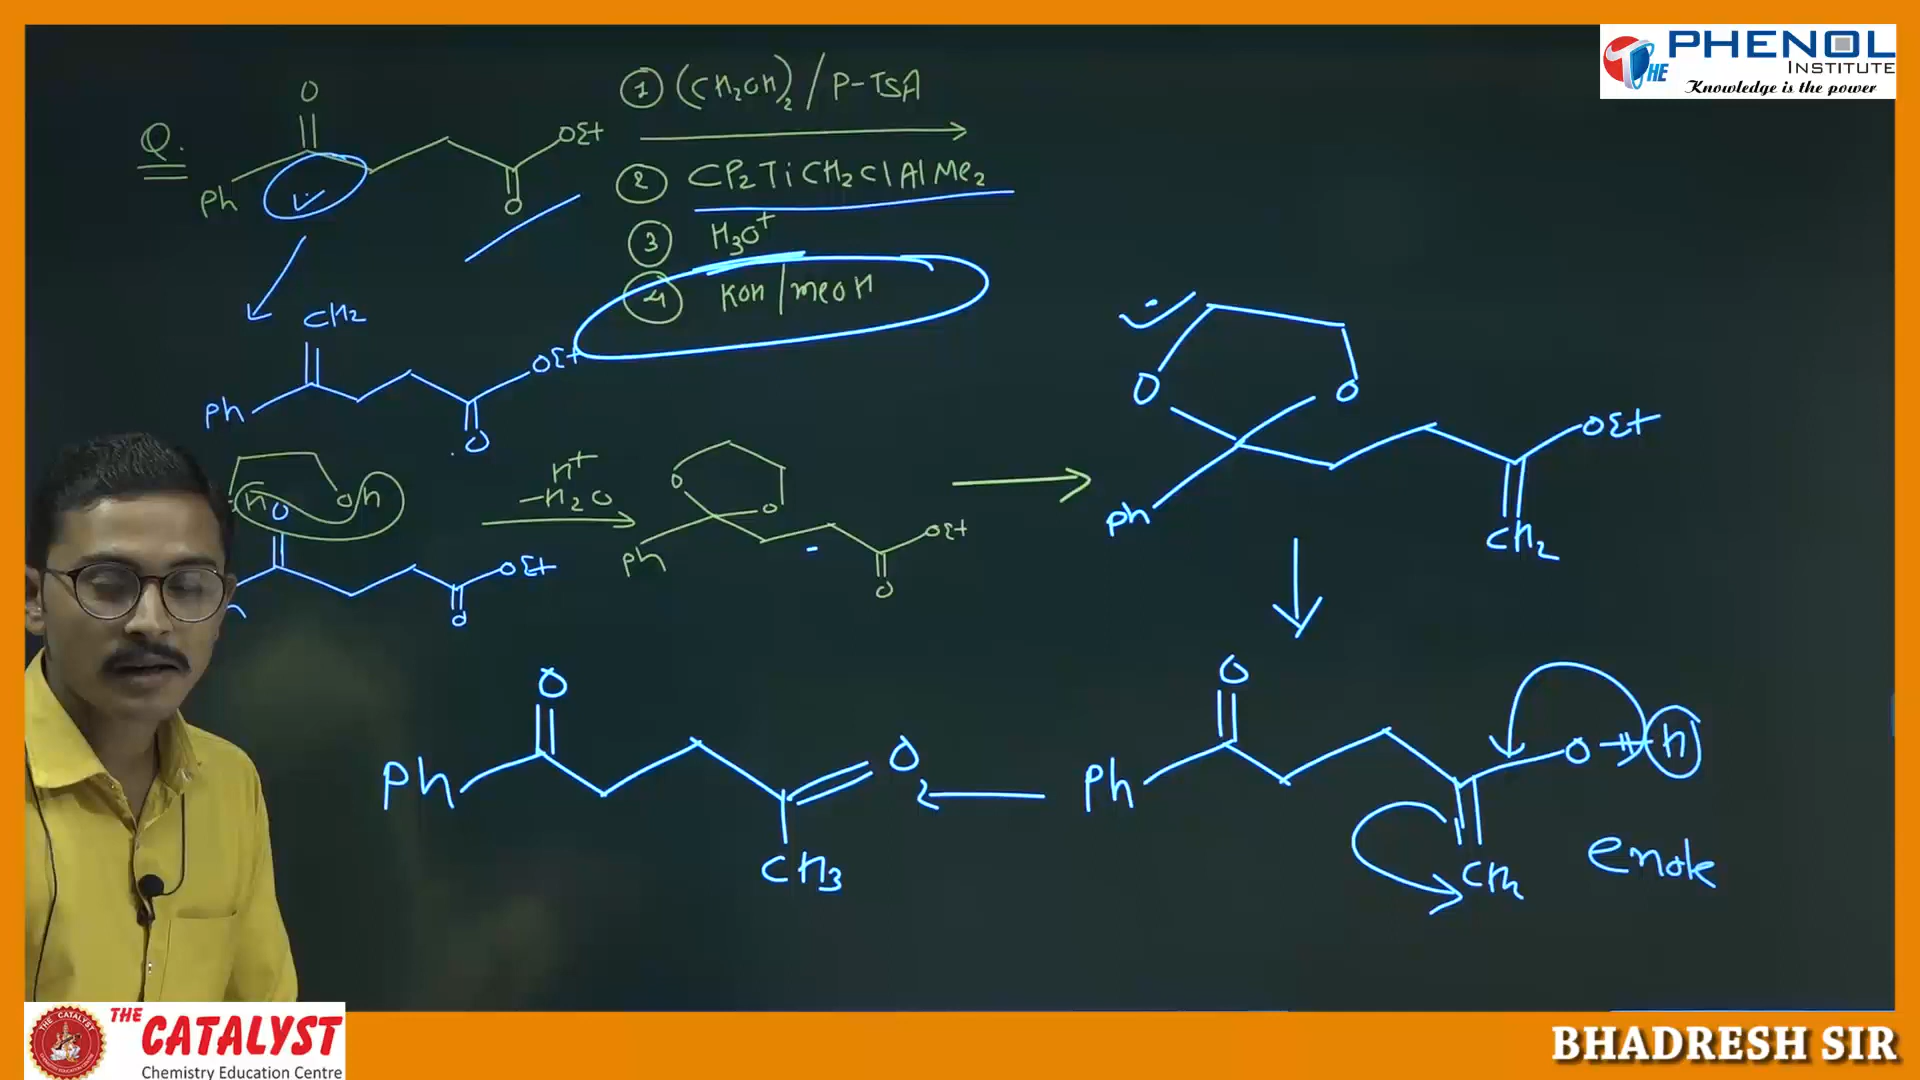 THE PHENOL
INSTITUTE
Knowledge is the power
Q.
O
Ph
OEt
O
① (CH2OH)2 / P-TSA
② CP2TiCH2ClAlMe2
③ H3O+
④ KOH / MeOH
CH2
Ph
OEt
O
H
OH
O
OEt
O
H+
-H2O
O
O
Ph
OEt
O
O
O
Ph
OEt
CH2
O
Ph
O
CH3
O
Ph
O
H
CH2
enol
THE CATALYST
Chemistry Education Centre
BHADRESH SIR